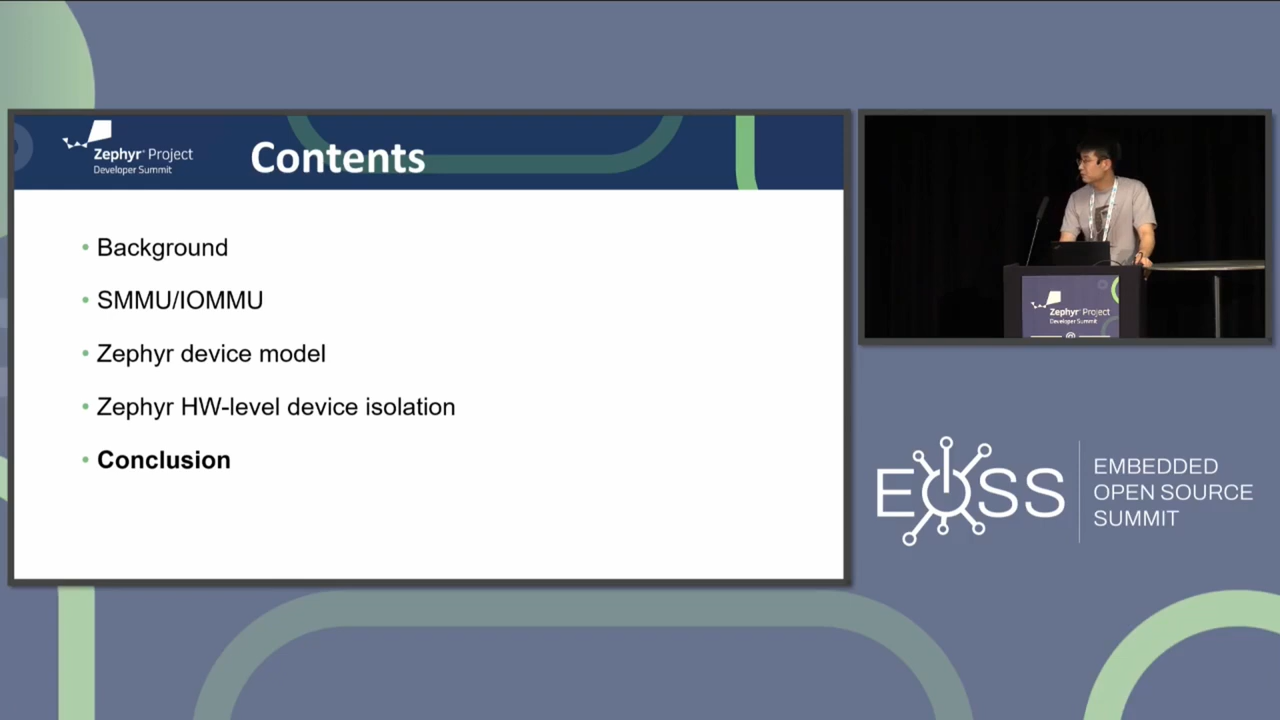 Zephyr® Project
Developer Summit
Contents
• Background
• SMMU/IOMMU
• Zephyr device model
• Zephyr HW-level device isolation
• Conclusion
Zephyr® Project
Developer Summit
EOSS
EMBEDDED
OPEN SOURCE
SUMMIT